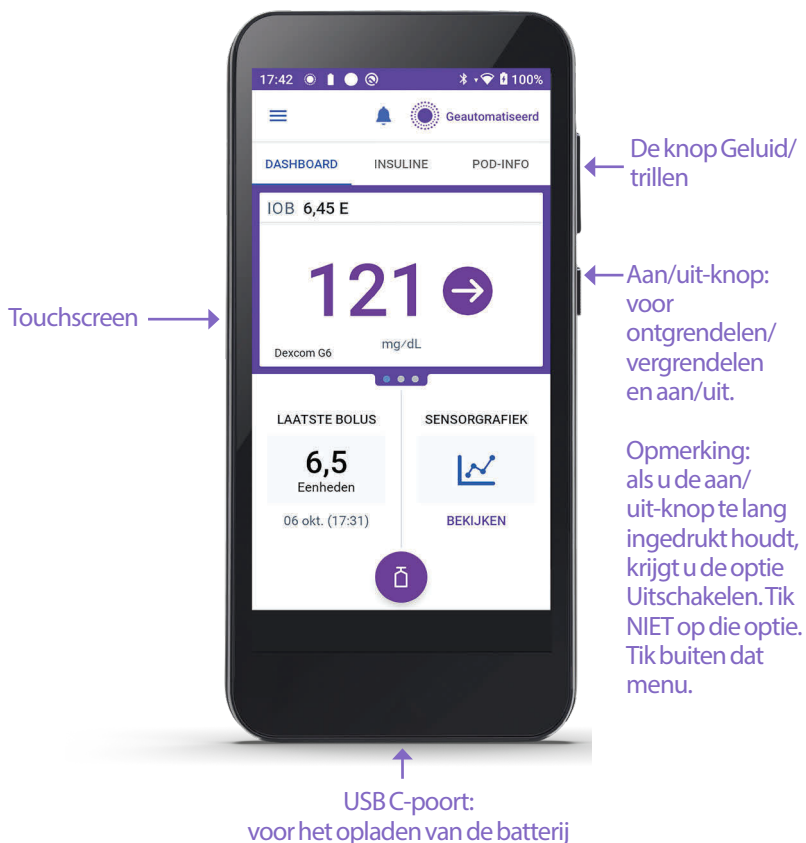 17:42 100%
Geautomatiseerd
DASHBOARD INSULINE POD-INFO
IOB 6,45 E
121
mg/dL
Dexcom G6
LAATSTE BOLUS SENSORGRAFIEK
6,5
Eenheden
06 okt. (17:31) BEKIJKEN
Touchscreen
De knop Geluid/
trillen
Aan/uit-knop:
voor
ontgrendelen/
vergrendelen
en aan/uit.
Opmerking:
als u de aan/
uit-knop te lang
ingedrukt houdt,
krijgt u de optie
Uitschakelen. Tik
NIET op die optie.
Tik buiten dat
menu.
USB C-poort:
voor het opladen van de batterij